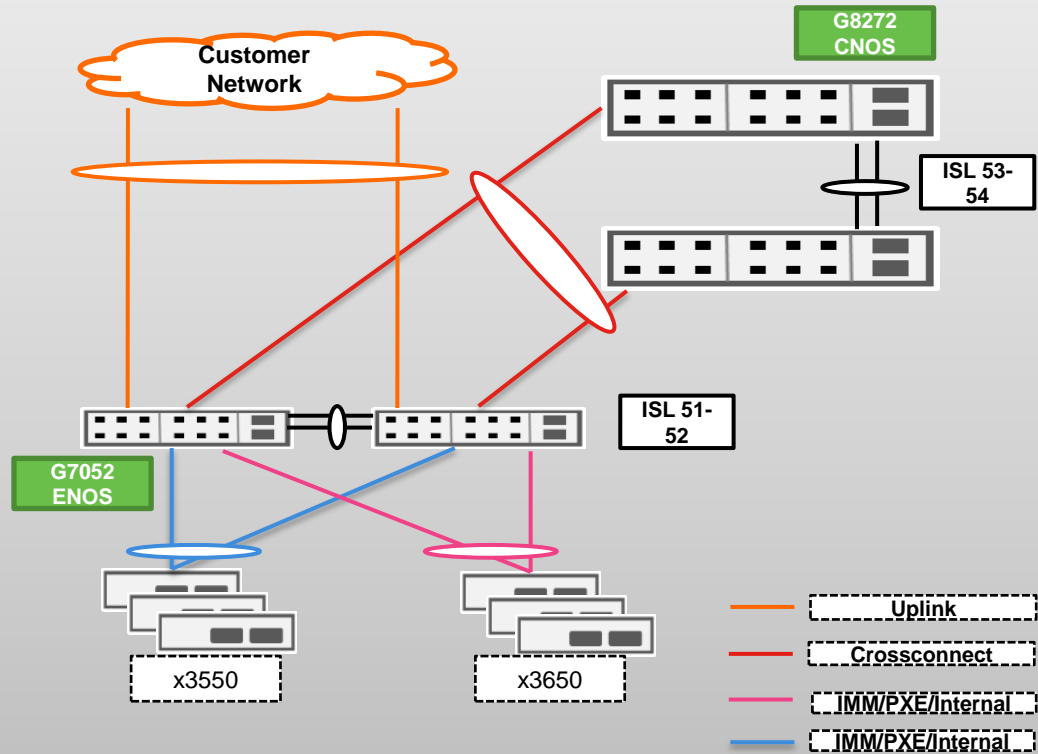 Customer
Network
G8272
CNOS
ISL 53-
54
ISL 51-
52
G7052
ENOS
x3550
x3650
Uplink
Crossconnect
IMM/PXE/Internal
IMM/PXE/Internal